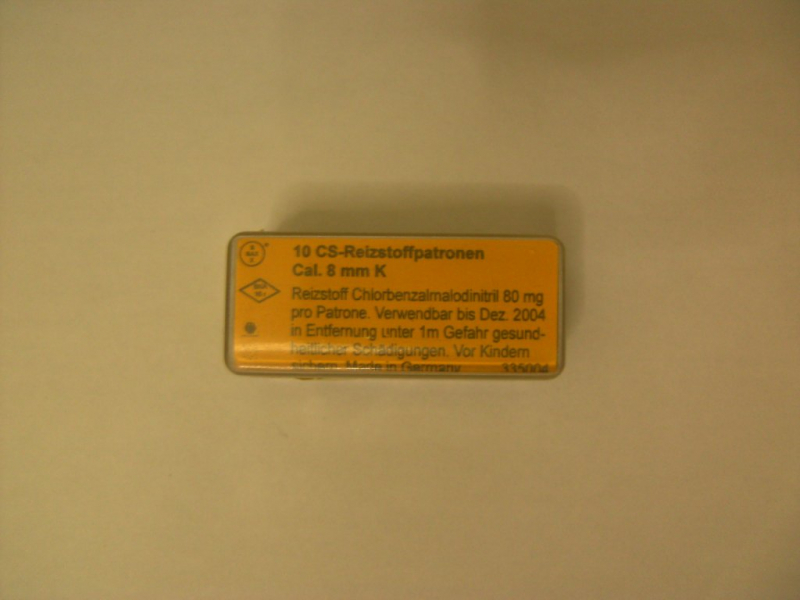 10 CS-Reizstoffpatronen
Cal. 8 mm K
Reizstoff Chlorbenzalmalodinitril 80 mg
pro Patrone. Verwendbar bis Dez. 2004
in Entfernung unter 1m Gefahr gesund-
heitlicher Schädigungen. Vor Kindern
sichern. Made in Germany 335004